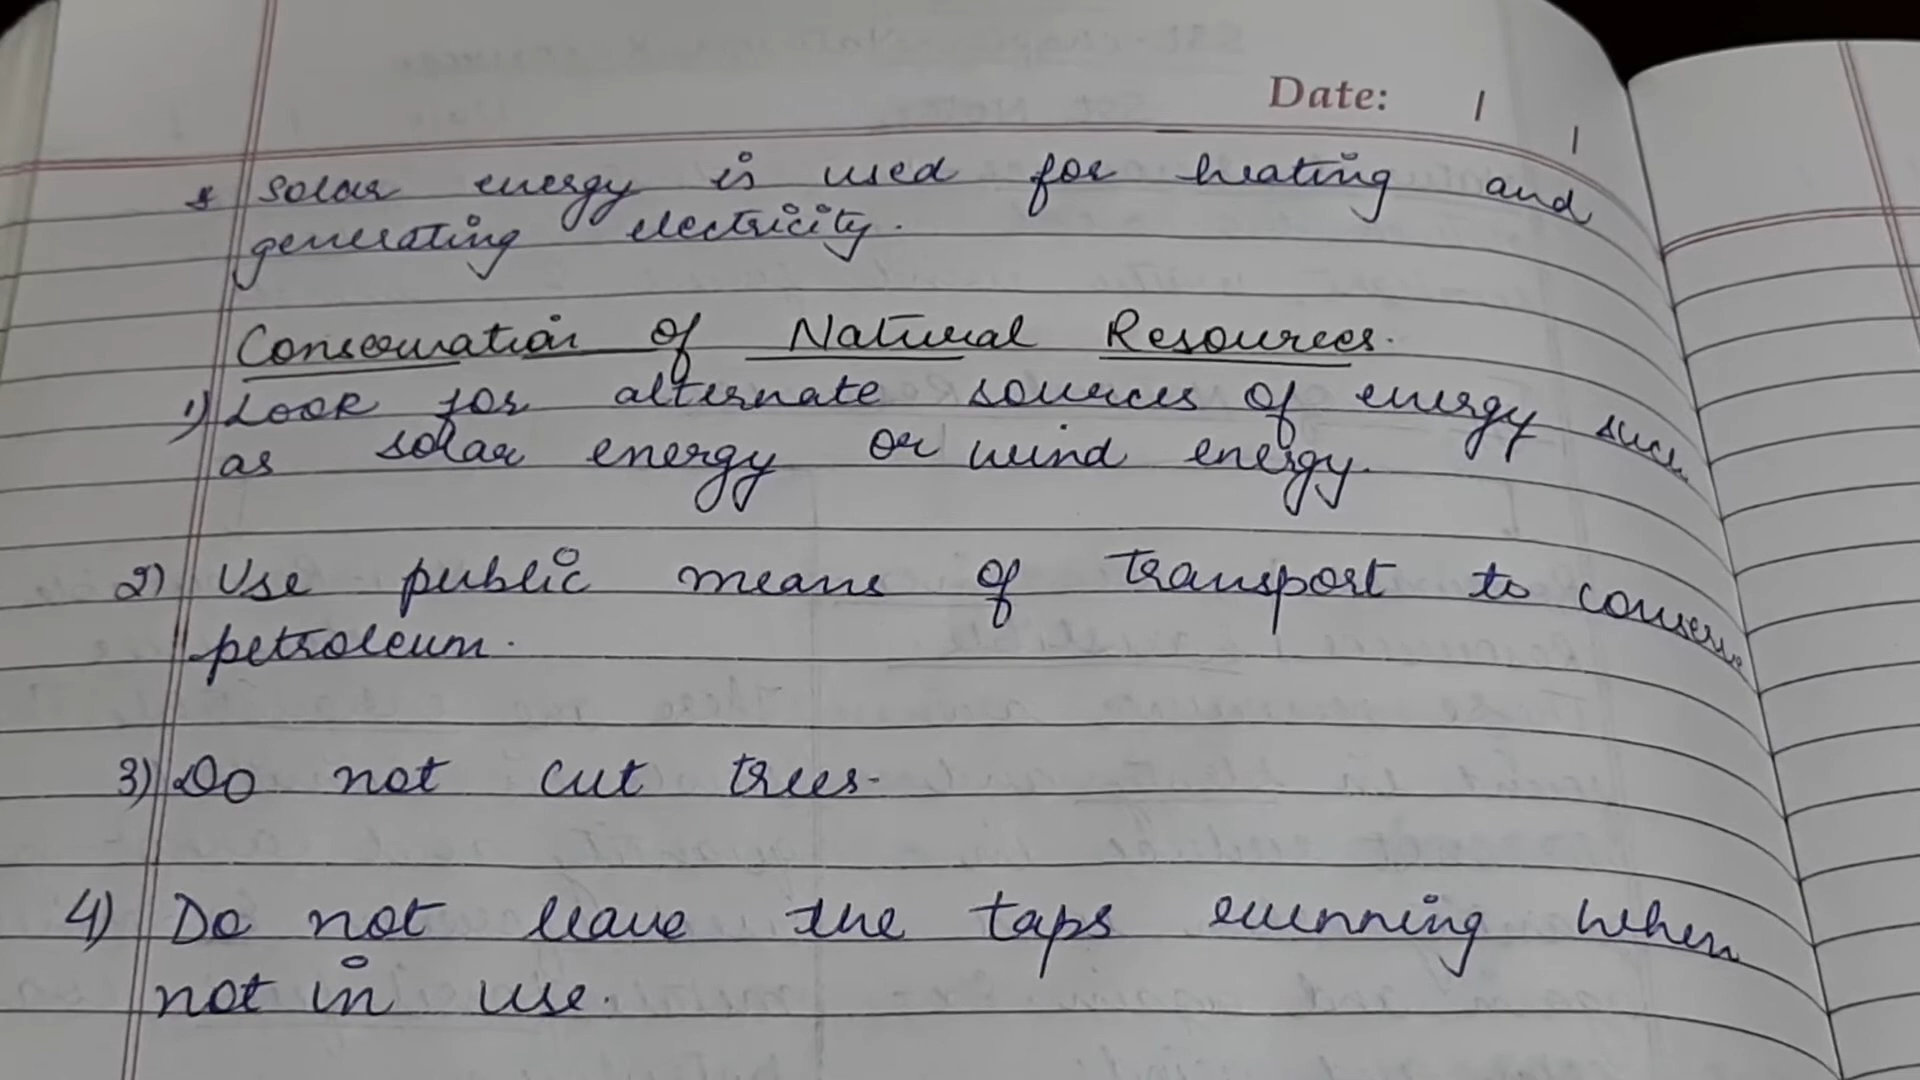 Date: / /
* solar energy is used for heating and
generating electricity.
Conservation of Natural Resources.
1) Look for alternate sources of energy such
as solar energy or wind energy.
2) Use public means of transport to conserve
petroleum.
3) Do not cut trees.
4) Do not leave the taps running when
not in use.